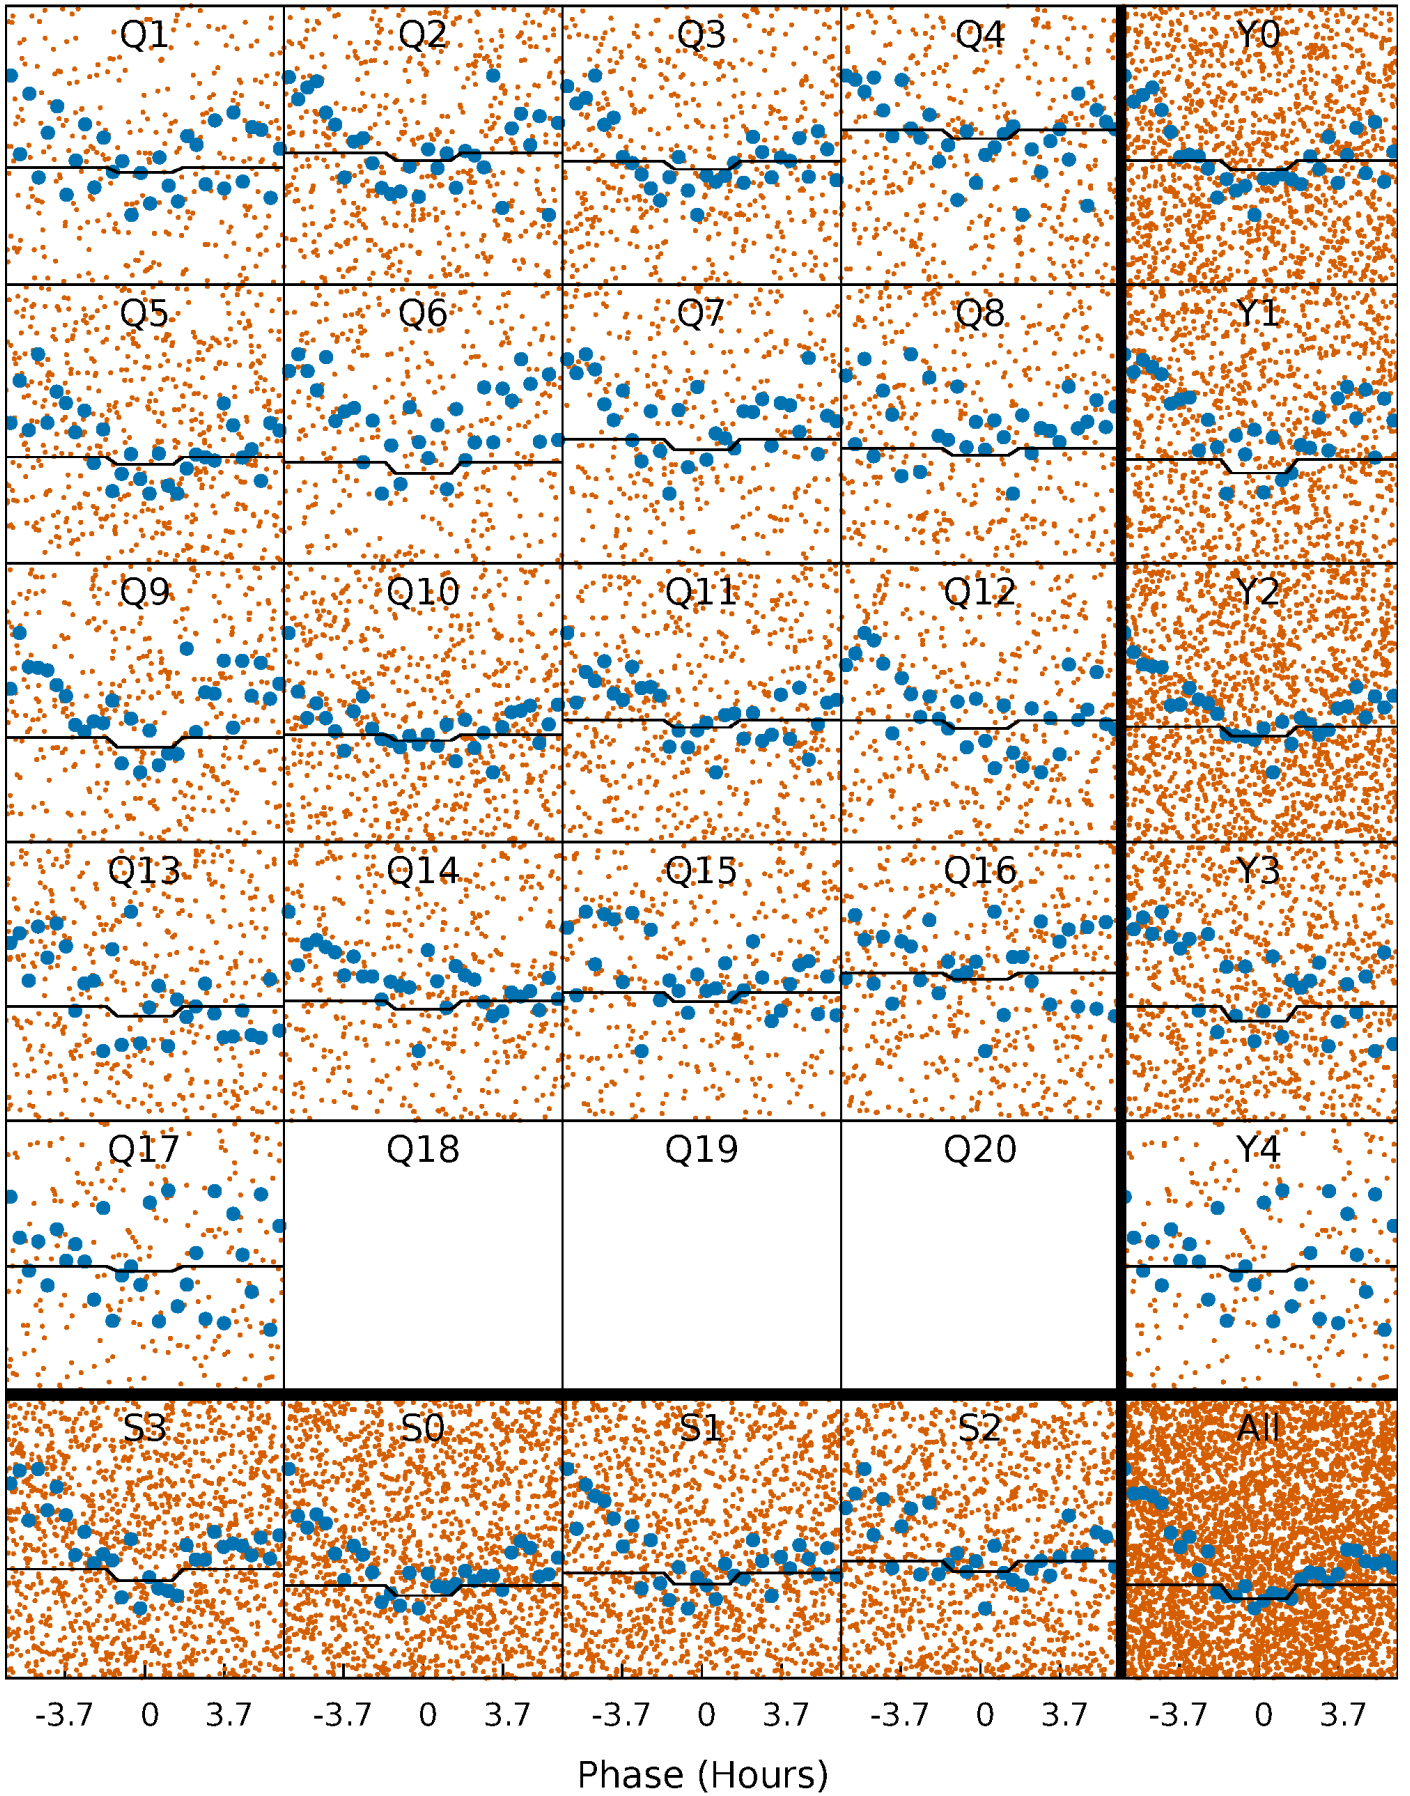 Q1 Q2 Q3 Q4 Y0
Q5 Q6 Q7 Q8 Y1
Q9 Q10 Q11 Q12 Y2
Q13 Q14 Q15 Q16 Y3
Q17 Q18 Q19 Q20 Y4
S3 S0 S1 S2 All
-3.7 0 3.7 -3.7 0 3.7 -3.7 0 3.7 -3.7 0 3.7 -3.7 0 3.7
Phase (Hours)